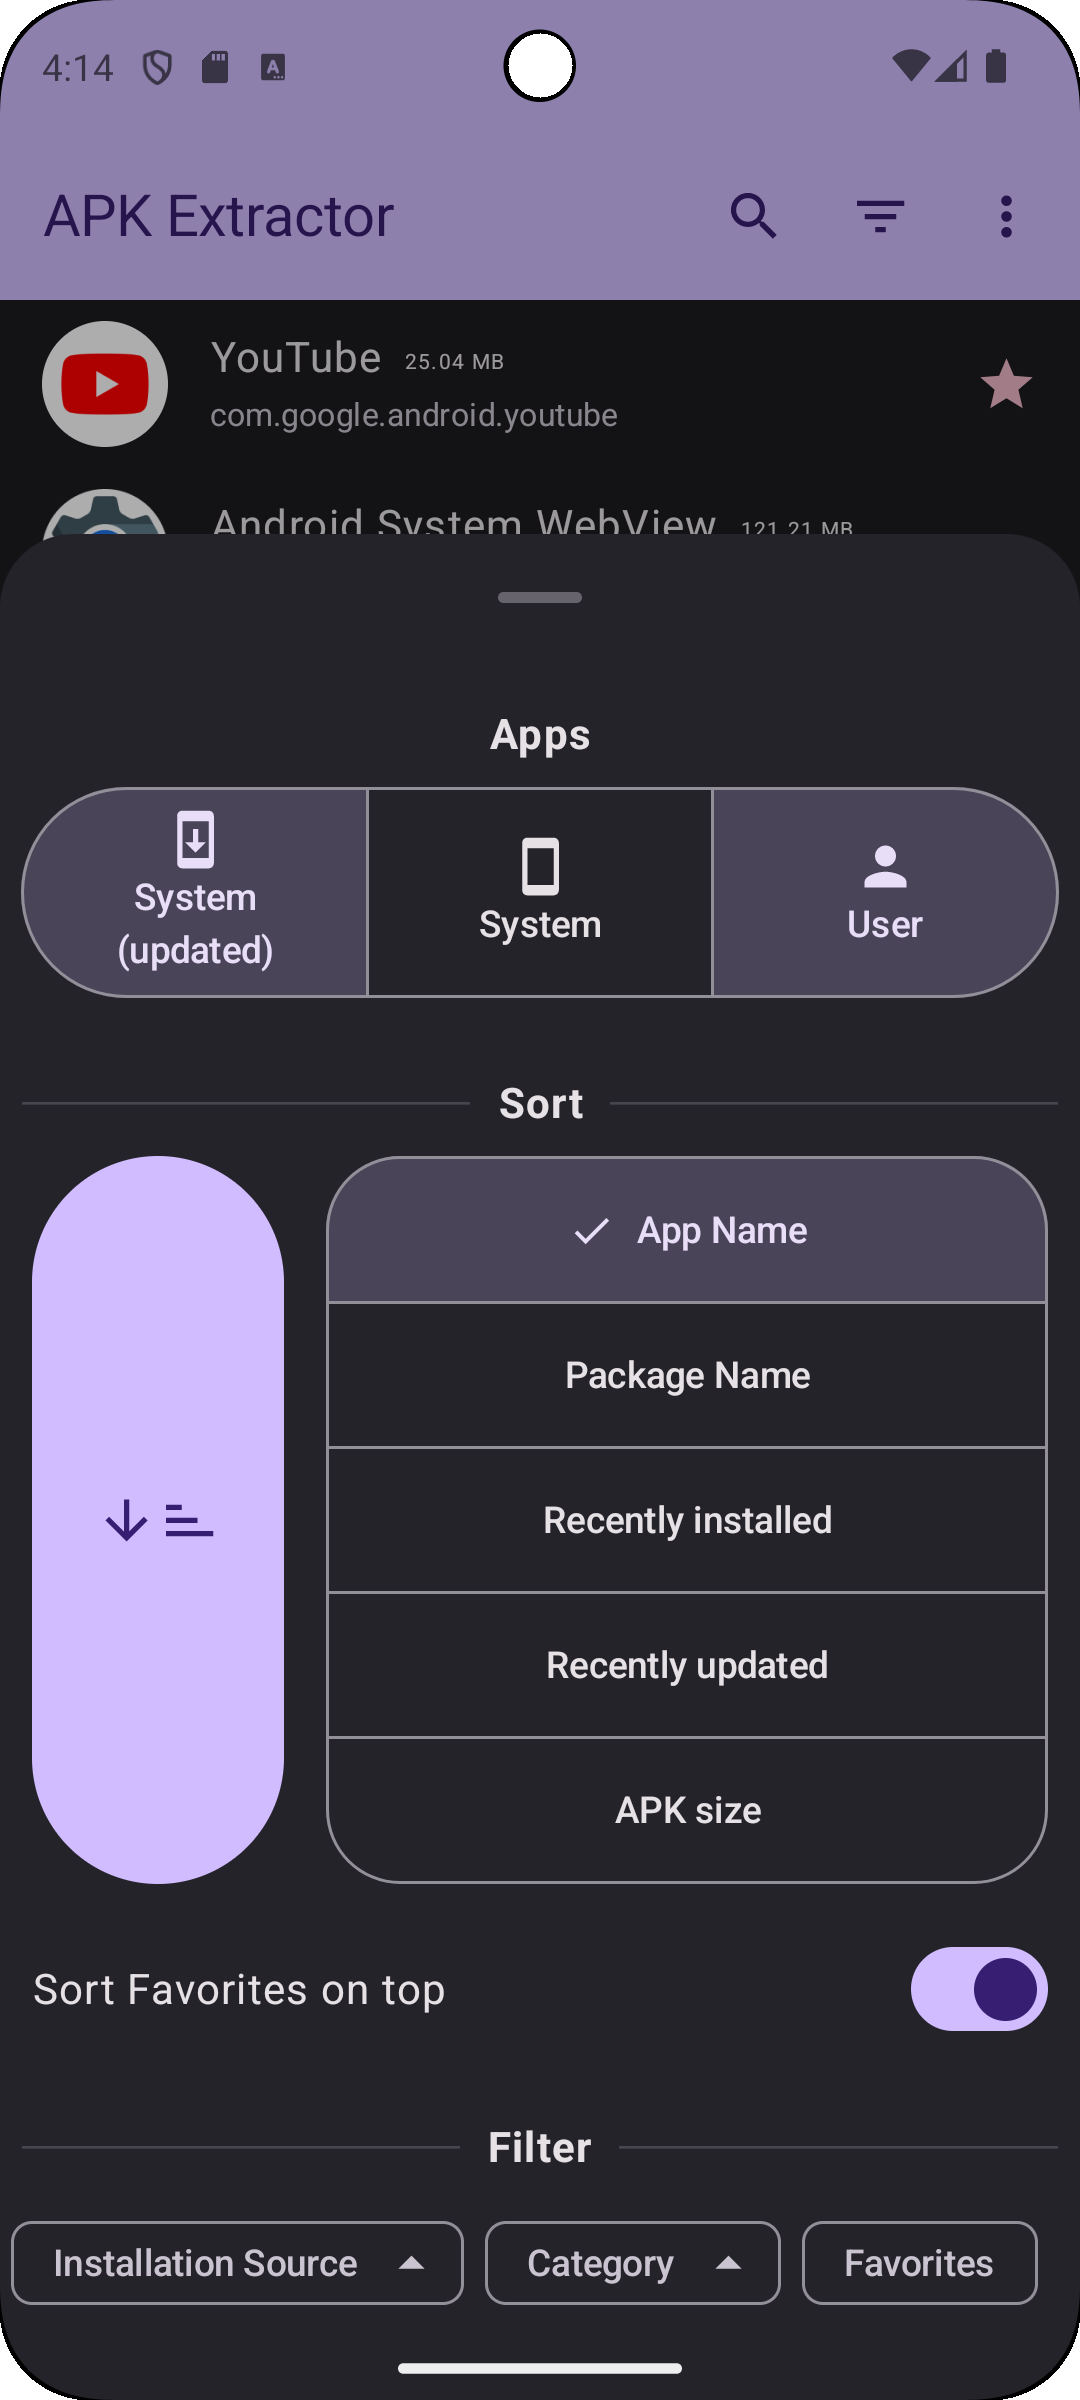 4:14
APK Extractor
YouTube 25.04 MB
com.google.android.youtube
Android System WebView 121.21 MB
Apps
System
(updated)
System
User
Sort
App Name
Package Name
Recently installed
Recently updated
APK size
Sort Favorites on top
Filter
Installation Source
Category
Favorites